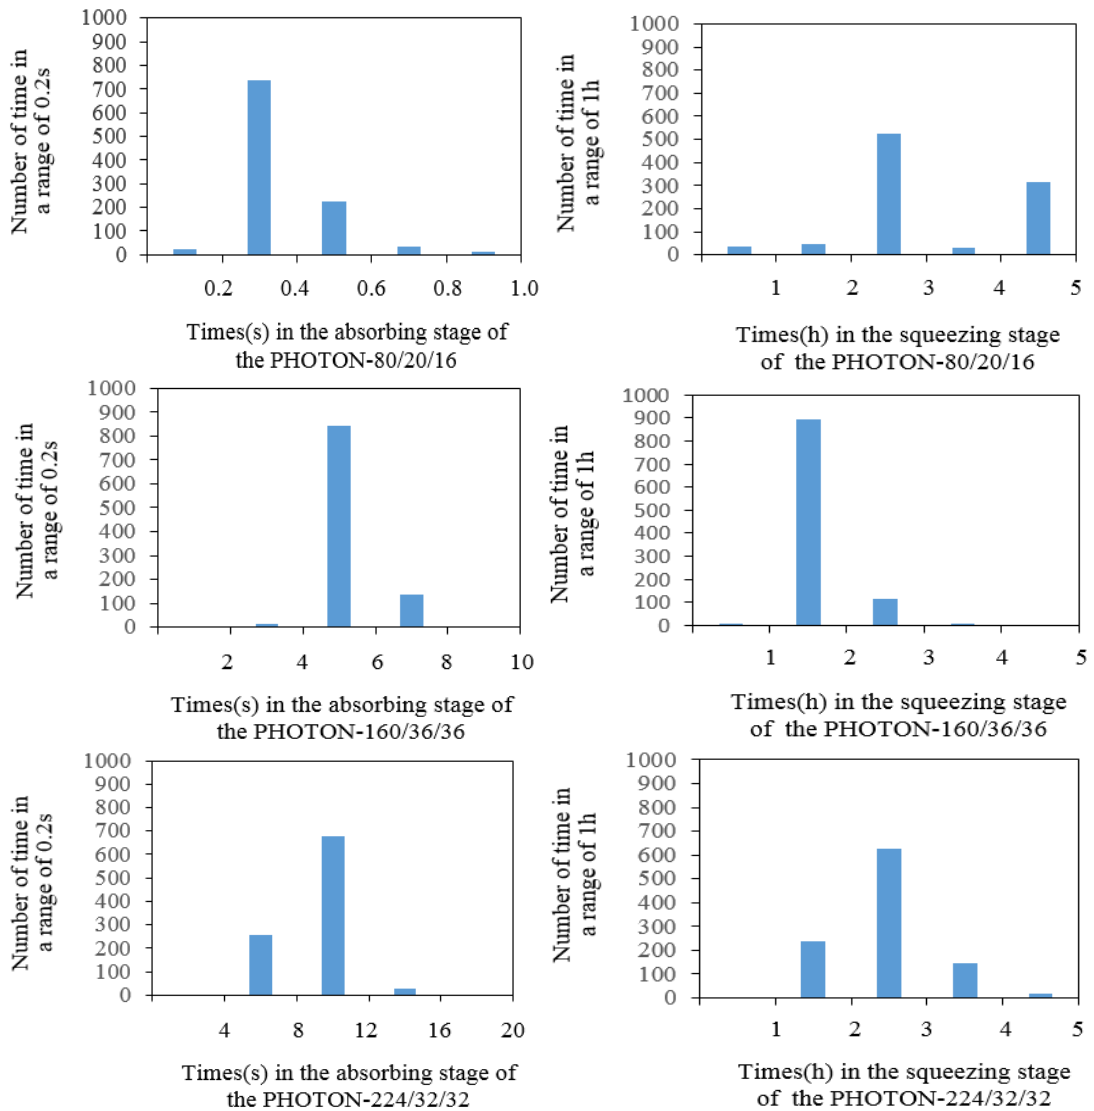 Number of time in
a range of 0.2s
1000
900
800
700
600
500
400
300
200
100
0
0.2 0.4 0.6 0.8 1.0
Times(s) in the absorbing stage of
the PHOTON-80/20/16
Number of time in
a range of 1h
1000
900
800
700
600
500
400
300
200
100
0
1 2 3 4 5
Times(h) in the squeezing stage
of the PHOTON-80/20/16
Number of time in
a range of 0.2s
1000
900
800
700
600
500
400
300
200
100
0
2 4 6 8 10
Times(s) in the absorbing stage of
the PHOTON-160/36/36
Number of time in
a range of 1h
1000
900
800
700
600
500
400
300
200
100
0
1 2 3 4 5
Times(h) in the squeezing stage
of the PHOTON-160/36/36
Number of time in
a range of 0.2s
1000
900
800
700
600
500
400
300
200
100
0
4 8 12 16 20
Times(s) in the absorbing stage of
the PHOTON-224/32/32
Number of time in
a range of 1h
1000
900
800
700
600
500
400
300
200
100
0
1 2 3 4 5
Times(h) in the squeezing stage
of the PHOTON-224/32/32